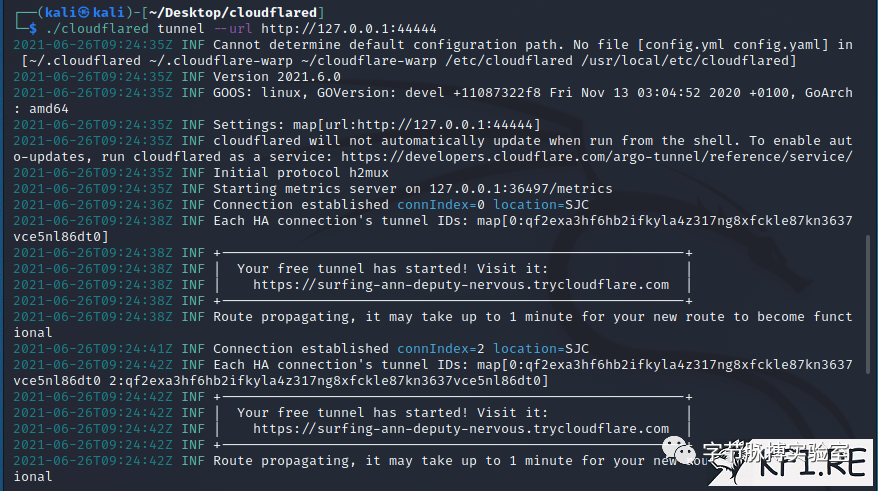 ┌──(kali㉿kali)-[~/Desktop/cloudflared]
└─$ ./cloudflared tunnel --url http://127.0.0.1:44444
2021-06-26T09:24:35Z INF Cannot determine default configuration path. No file [config.yml config.yaml] in
[~/.cloudflared ~/.cloudflare-warp ~/cloudflare-warp /etc/cloudflared /usr/local/etc/cloudflared]
2021-06-26T09:24:35Z INF Version 2021.6.0
2021-06-26T09:24:35Z INF GOOS: linux, GOVersion: devel +11087322f8 Fri Nov 13 03:04:52 2020 +0100, GoArch
: amd64
2021-06-26T09:24:35Z INF Settings: map[url:http://127.0.0.1:44444]
2021-06-26T09:24:35Z INF cloudflared will not automatically update when run from the shell. To enable aut
o-updates, run cloudflared as a service: https://developers.cloudflare.com/argo-tunnel/reference/service/
2021-06-26T09:24:35Z INF Initial protocol h2mux
2021-06-26T09:24:35Z INF Starting metrics server on 127.0.0.1:36497/metrics
2021-06-26T09:24:36Z INF Connection established connIndex=0 location=SJC
2021-06-26T09:24:38Z INF Each HA connection's tunnel IDs: map[0:qf2exa3hf6hb2ifkyla4z317ng8xfckle87kn3637
vce5nl86dt0]
2021-06-26T09:24:38Z INF +--------------------------------------------------------+
2021-06-26T09:24:38Z INF | Your free tunnel has started! Visit it: |
2021-06-26T09:24:38Z INF | https://surfing-ann-deputy-nervous.trycloudflare.com |
2021-06-26T09:24:38Z INF +--------------------------------------------------------+
2021-06-26T09:24:38Z INF Route propagating, it may take up to 1 minute for your new route to become funct
ional
2021-06-26T09:24:41Z INF Connection established connIndex=2 location=SJC
2021-06-26T09:24:42Z INF Each HA connection's tunnel IDs: map[0:qf2exa3hf6hb2ifkyla4z317ng8xfckle87kn3637
vce5nl86dt0 2:qf2exa3hf6hb2ifkyla4z317ng8xfckle87kn3637vce5nl86dt0]
2021-06-26T09:24:42Z INF +--------------------------------------------------------+
2021-06-26T09:24:42Z INF | Your free tunnel has started! Visit it: |
2021-06-26T09:24:42Z INF | https://surfing-ann-deputy-nervous.trycloudflare.com |
2021-06-26T09:24:42Z INF +--------------------------------------------------------+
2021-06-26T09:24:42Z INF Route propagating, it may take up to 1 minute for your new
ional
字节脉搏实验室
KF1.RE